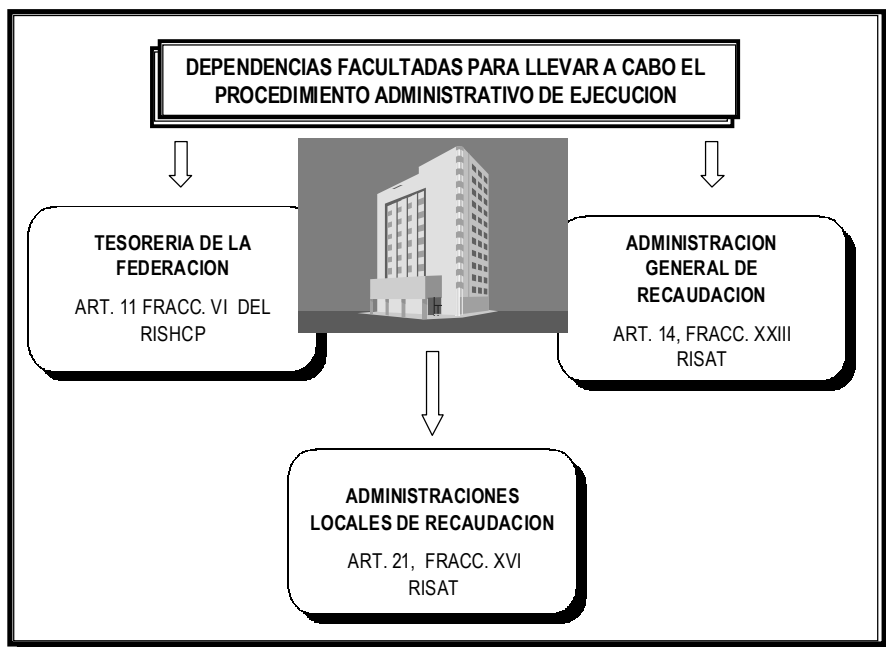 DEPENDENCIAS FACULTADAS PARA LLEVAR A CABO EL
PROCEDIMIENTO ADMINISTRATIVO DE EJECUCION
TESORERIA DE LA
FEDERACION
ART. 11 FRACC. VI DEL
RISHCP
ADMINISTRACION
GENERAL DE
RECAUDACION
ART. 14, FRACC. XXIII
RISAT
ADMINISTRACIONES
LOCALES DE RECAUDACION
ART. 21, FRACC. XVI
RISAT